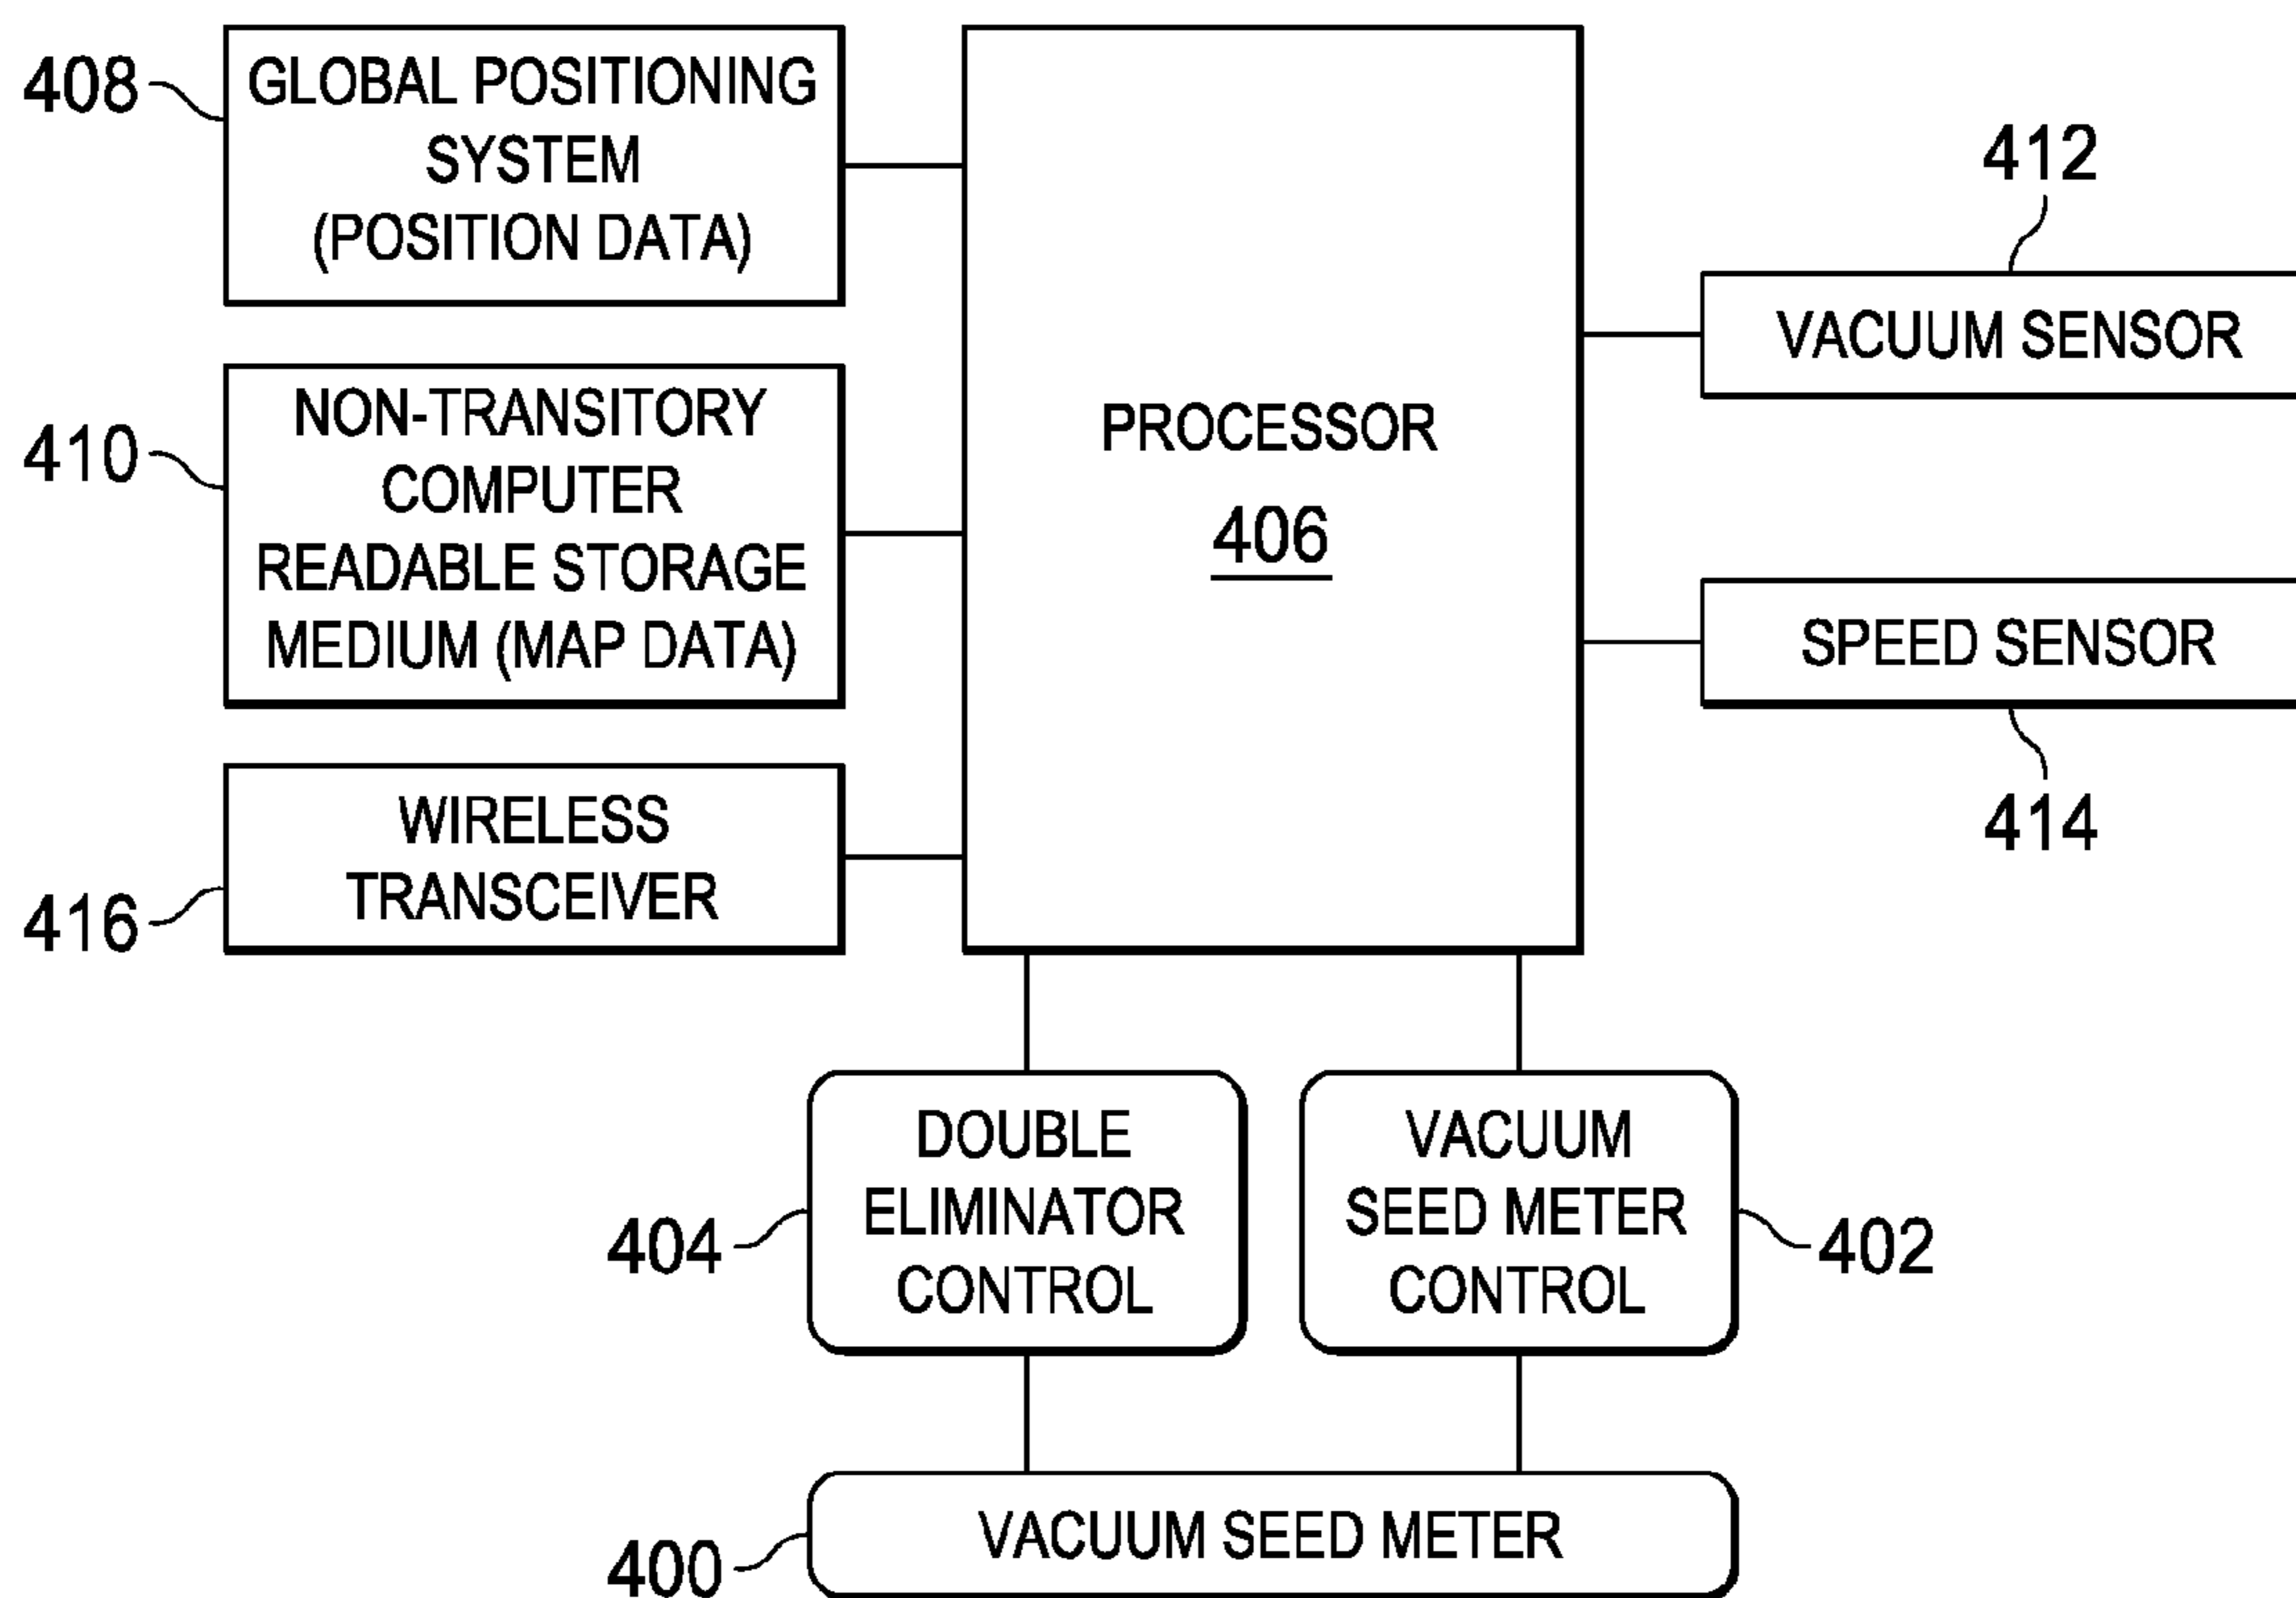 408
GLOBAL POSITIONING
SYSTEM
(POSITION DATA)
410
NON-TRANSITORY
COMPUTER
READABLE STORAGE
MEDIUM (MAP DATA)
416
WIRELESS
TRANSCEIVER
PROCESSOR
406
412
VACUUM SENSOR
SPEED SENSOR
414
404
DOUBLE
ELIMINATOR
CONTROL
VACUUM
SEED METER
CONTROL
402
400
VACUUM SEED METER